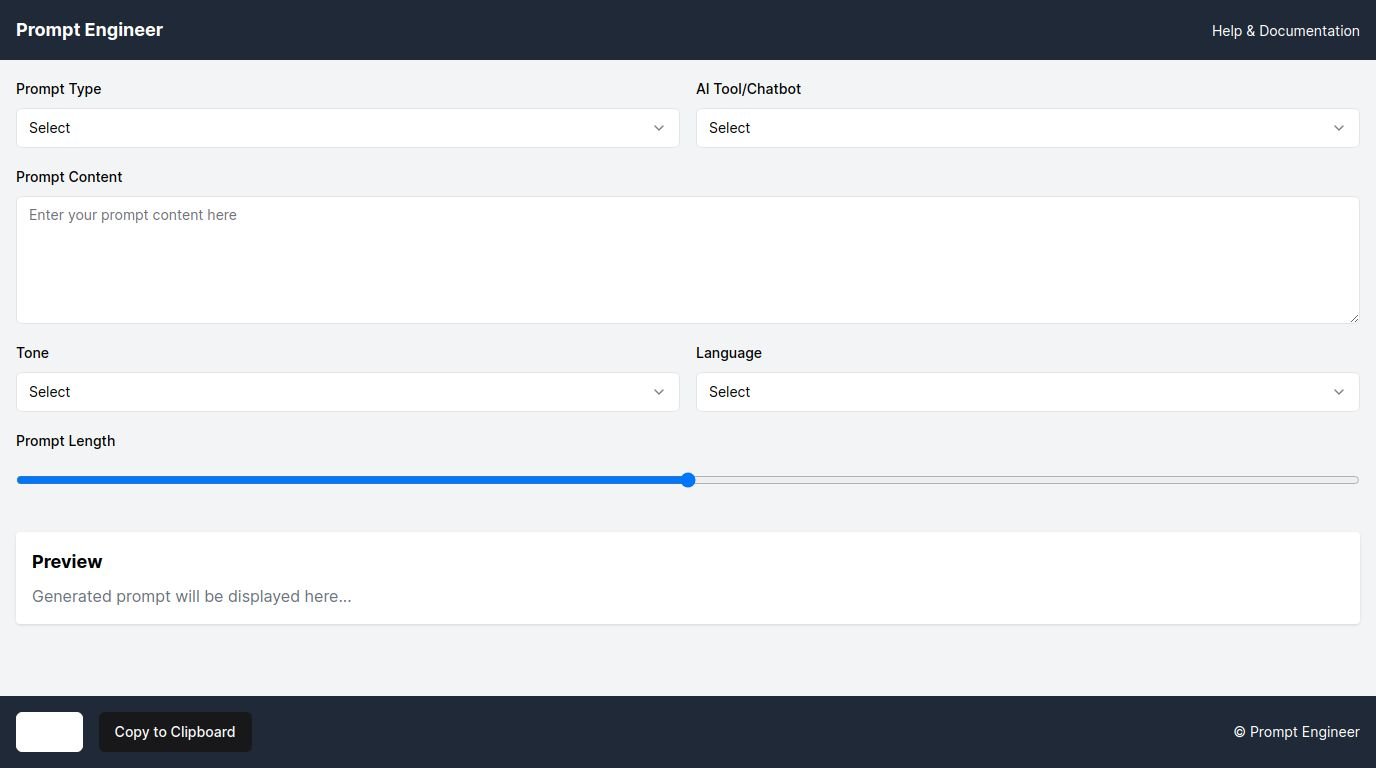 Prompt Engineer
Help & Documentation
Prompt Type
AI Tool/Chatbot
Select
Select
Prompt Content
Enter your prompt content here
Tone
Language
Select
Select
Prompt Length
Preview
Generated prompt will be displayed here...
Copy to Clipboard
© Prompt Engineer